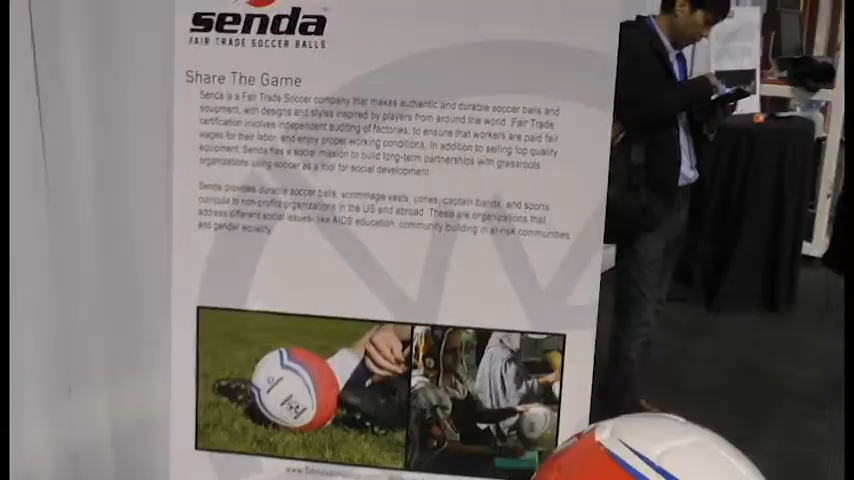 senda
FAIR TRADE SOCCER BALLS
Share The Game
Senda is a Fair Trade Soccer company that makes authentic and durable soccer balls and
equipment, with designs and styles inspired by players from around the world. Fair Trade
certification involves independent auditing of factories, to ensure that workers are paid fair
wages for their labor, and enjoy proper working conditions. In addition to selling top quality
equipment, Senda has a social mission to build long-term partnerships with grassroots
organizations using soccer as a tool for social development.
Senda provides durable soccer balls, scrimmage vests, cones, captain bands, and sports
curricula to non-profits organizations in the US and abroad. These are organizations that
address different social issues- like AIDS education, community building in at-risk communities,
and gender equality.